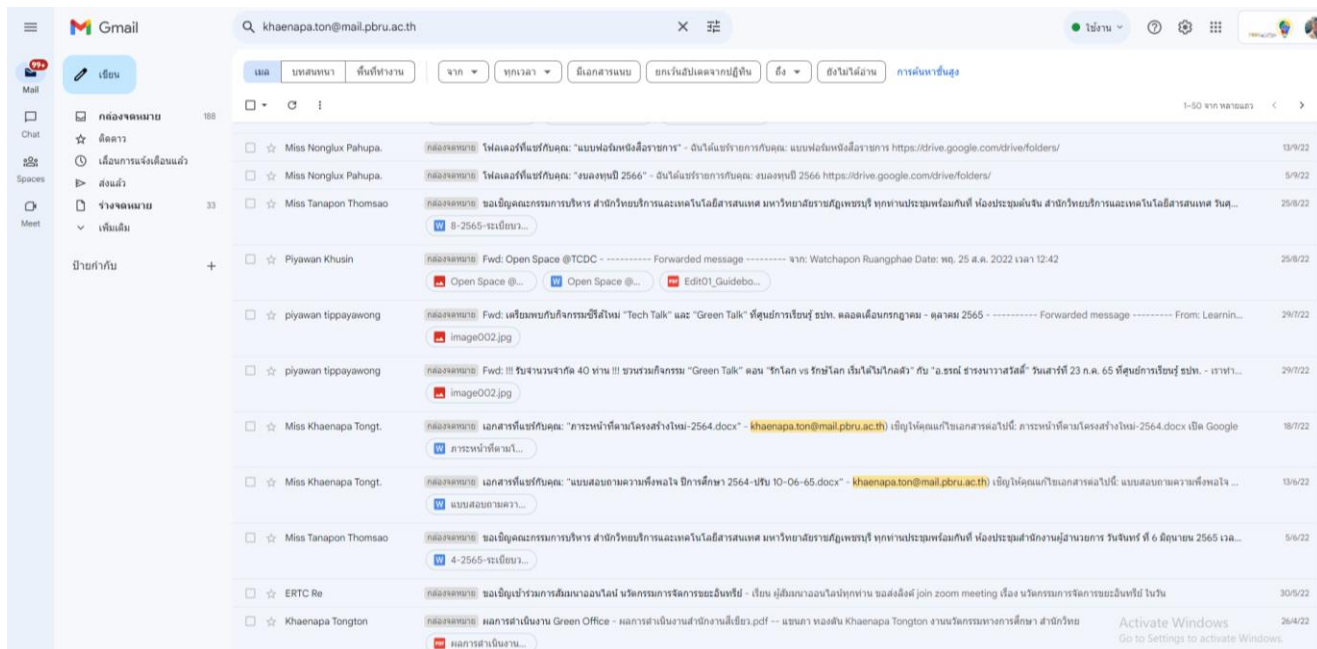 Gmail
khaenapa.ton@mail.pbru.ac.th
ใช้งาน
99+
Mail
Chat
Spaces
Meet
เขียน
กล่องจดหมาย 188
ติดดาว
เลื่อนการแจ้งเตือนแล้ว
ส่งแล้ว
ร่างจดหมาย 33
เพิ่มเติม
ป้ายกำกับ
เมล บทสนทนา พื้นที่ทำงาน จาก ทุกเวลา มีเอกสารแนบ ยกเว้นอัปเดตจากปฏิทิน ถึง ยังไม่ได้อ่าน การค้นหาขั้นสูง
1–50 จาก หลายแถว
Miss Nonglux Pahupa. กล่องจดหมาย โฟลเดอร์ที่แชร์กับคุณ: "แบบฟอร์มหนังสือราชการ" - ฉันได้แชร์รายการกับคุณ: แบบฟอร์มหนังสือราชการ https://drive.google.com/drive/folders/ 13/9/22
Miss Nonglux Pahupa. กล่องจดหมาย โฟลเดอร์ที่แชร์กับคุณ: "งบลงทุนปี 2566" - ฉันได้แชร์รายการกับคุณ: งบลงทุนปี 2566 https://drive.google.com/drive/folders/ 5/9/22
Miss Tanapon Thomsao กล่องจดหมาย ขอเชิญคณะกรรมการบริหาร สำนักวิทยบริการและเทคโนโลยีสารสนเทศ มหาวิทยาลัยราชภัฏเพชรบุรี ทุกท่านประชุมพร้อมกันที่ ห้องประชุมต้นจัน สำนักวิทยบริการและเทคโนโลยีสารสนเทศ วันศุ... 25/8/22
8-2565-ระเบียบว...
Piyawan Khusin กล่องจดหมาย Fwd: Open Space @TCDC - ---------- Forwarded message --------- จาก: Watchapon Ruangphae Date: พฤ. 25 ส.ค. 2022 เวลา 12:42 25/8/22
Open Space @... Open Space @... Edit01_Guidebo...
piyawan tippayawong กล่องจดหมาย Fwd: เตรียมพบกับกิจกรรมซีรีส์ใหม่ "Tech Talk" และ "Green Talk" ที่ศูนย์การเรียนรู้ ธปท. ตลอดเดือนกรกฎาคม - ตุลาคม 2565 - ---------- Forwarded message --------- From: Learnin... 29/7/22
image002.jpg
piyawan tippayawong กล่องจดหมาย Fwd: !!! รับจำนวนจำกัด 40 ท่าน !!! ชวนร่วมกิจกรรม "Green Talk" ตอน "รักโลก vs รักษ์โลก เริ่มได้ไม่ไกลตัว" กับ "อ.ธรณ์ ธำรงนาวาสวัสดิ์" วันเสาร์ที่ 23 ก.ค. 65 ที่ศูนย์การเรียนรู้ ธปท. - เราทำ... 29/7/22
image002.jpg
Miss Khaenapa Tongt. กล่องจดหมาย เอกสารที่แชร์กับคุณ: "ภาระหน้าที่ตามโครงสร้างใหม่-2564.docx" - khaenapa.ton@mail.pbru.ac.th) เชิญให้คุณแก้ไขเอกสารต่อไปนี้: ภาระหน้าที่ตามโครงสร้างใหม่-2564.docx เปิด Google 18/7/22
ภาระหน้าที่ตามโ...
Miss Khaenapa Tongt. กล่องจดหมาย เอกสารที่แชร์กับคุณ: "แบบสอบถามความพึงพอใจ ปีการศึกษา 2564-ปรับ 10-06-65.docx" - khaenapa.ton@mail.pbru.ac.th) เชิญให้คุณแก้ไขเอกสารต่อไปนี้: แบบสอบถามความพึงพอใจ ... 13/6/22
แบบสอบถามควา...
Miss Tanapon Thomsao กล่องจดหมาย ขอเชิญคณะกรรมการบริหาร สำนักวิทยบริการและเทคโนโลยีสารสนเทศ มหาวิทยาลัยราชภัฏเพชรบุรี ทุกท่านประชุมพร้อมกันที่ ห้องประชุมสำนักงานผู้อำนวยการ วันจันทร์ ที่ 6 มิถุนายน 2565 เวล... 5/6/22
4-2565-ระเบียบว...
ERTC Re กล่องจดหมาย ขอเชิญเข้าร่วมการสัมมนาออนไลน์ นวัตกรรมการจัดการขยะอินทรีย์ - เรียน ผู้สัมมนาออนไลน์ทุกท่าน ขอส่งลิงค์ join zoom meeting เรื่อง นวัตกรรมการจัดการขยะอินทรีย์ ในวัน 30/5/22
Khaenapa Tongton กล่องจดหมาย ผลการดำเนินงาน Green Office - ผลการดำเนินงานสำนักงานสีเขียว.pdf -- แขนภา ทองตัน Khaenapa Tongton งานนวัตกรรมทางการศึกษา สำนักวิทย 26/4/22
ผลการดำเนินงาน...
Activate Windows
Go to Settings to activate Windows.